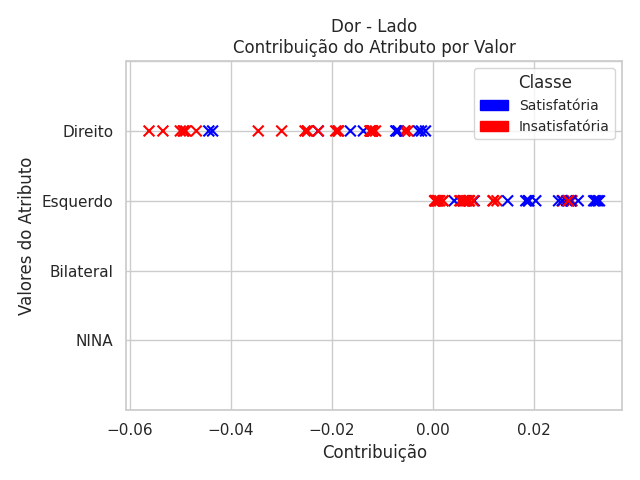 Dor - Lado
Contribuição do Atributo por Valor
Classe
Satisfatória
Insatisfatória
Valores do Atributo
Direito
Esquerdo
Bilateral
NINA
−0.06
−0.04
−0.02
0.00
0.02
Contribuição